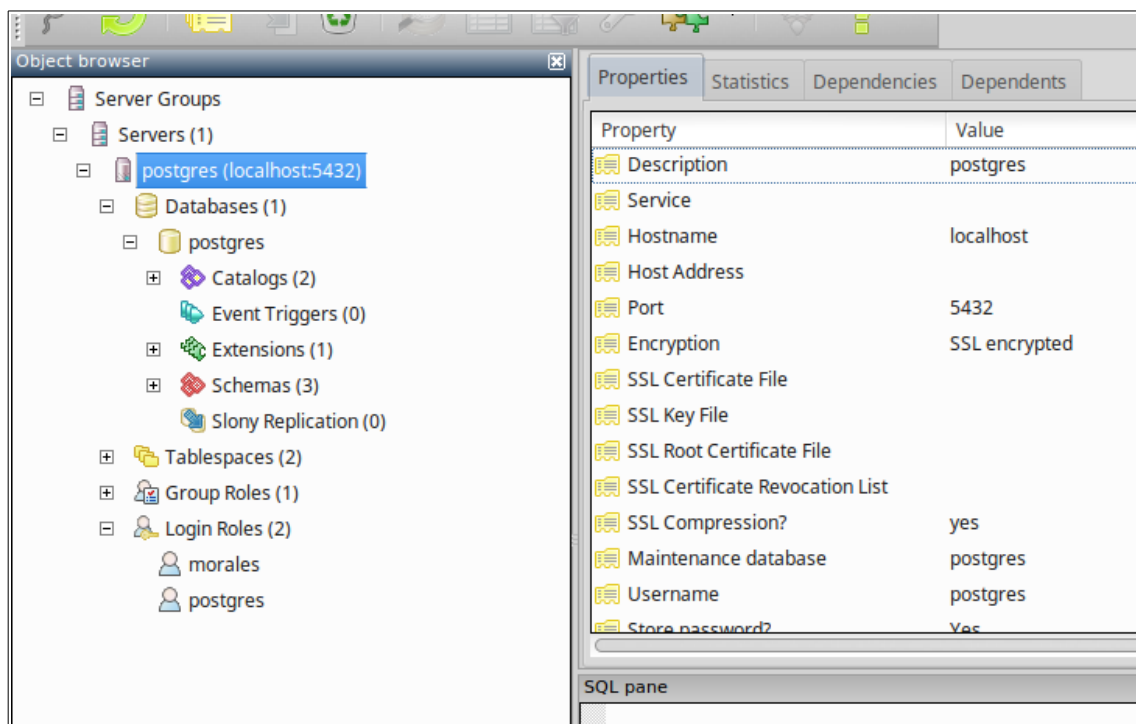 Object browser
Server Groups
Servers (1)
postgres (localhost:5432)
Databases (1)
postgres
Catalogs (2)
Event Triggers (0)
Extensions (1)
Schemas (3)
Slony Replication (0)
Tablespaces (2)
Group Roles (1)
Login Roles (2)
morales
postgres
Properties Statistics Dependencies Dependents
Property Value
Description postgres
Service
Hostname localhost
Host Address
Port 5432
Encryption SSL encrypted
SSL Certificate File
SSL Key File
SSL Root Certificate File
SSL Certificate Revocation List
SSL Compression? yes
Maintenance database postgres
Username postgres
Store password? Yes
SQL pane